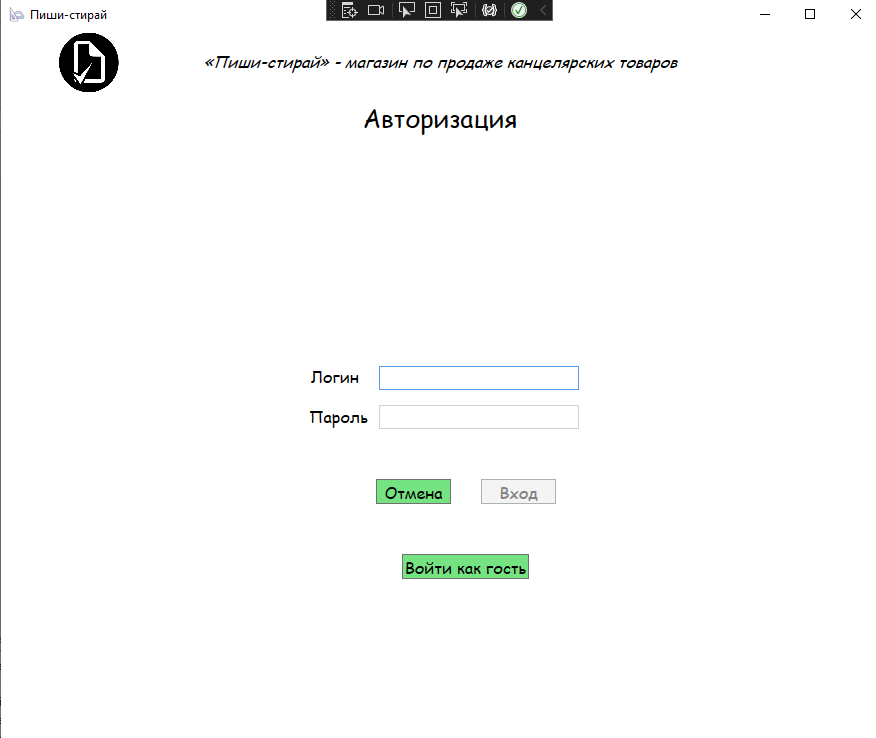 Пиши-стирай
«Пиши-стирай» - магазин по продаже канцелярских товаров
Авторизация
Логин
Пароль
Отмена
Вход
Войти как гость